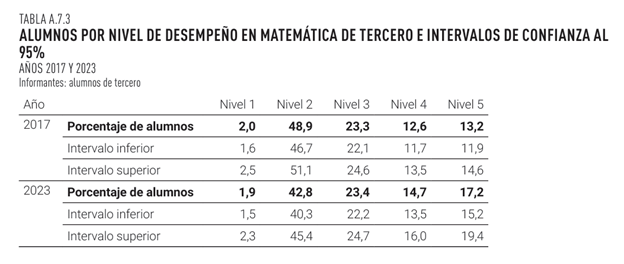 TABLA A.7.3
ALUMNOS POR NIVEL DE DESEMPEÑO EN MATEMÁTICA DE TERCERO E INTERVALOS DE CONFIANZA AL
95%
AÑOS 2017 Y 2023
Informantes: alumnos de tercero
Año Nivel 1 Nivel 2 Nivel 3 Nivel 4 Nivel 5
2017 Porcentaje de alumnos 2,0 48,9 23,3 12,6 13,2
Intervalo inferior 1,6 46,7 22,1 11,7 11,9
Intervalo superior 2,5 51,1 24,6 13,5 14,6
2023 Porcentaje de alumnos 1,9 42,8 23,4 14,7 17,2
Intervalo inferior 1,5 40,3 22,2 13,5 15,2
Intervalo superior 2,3 45,4 24,7 16,0 19,4